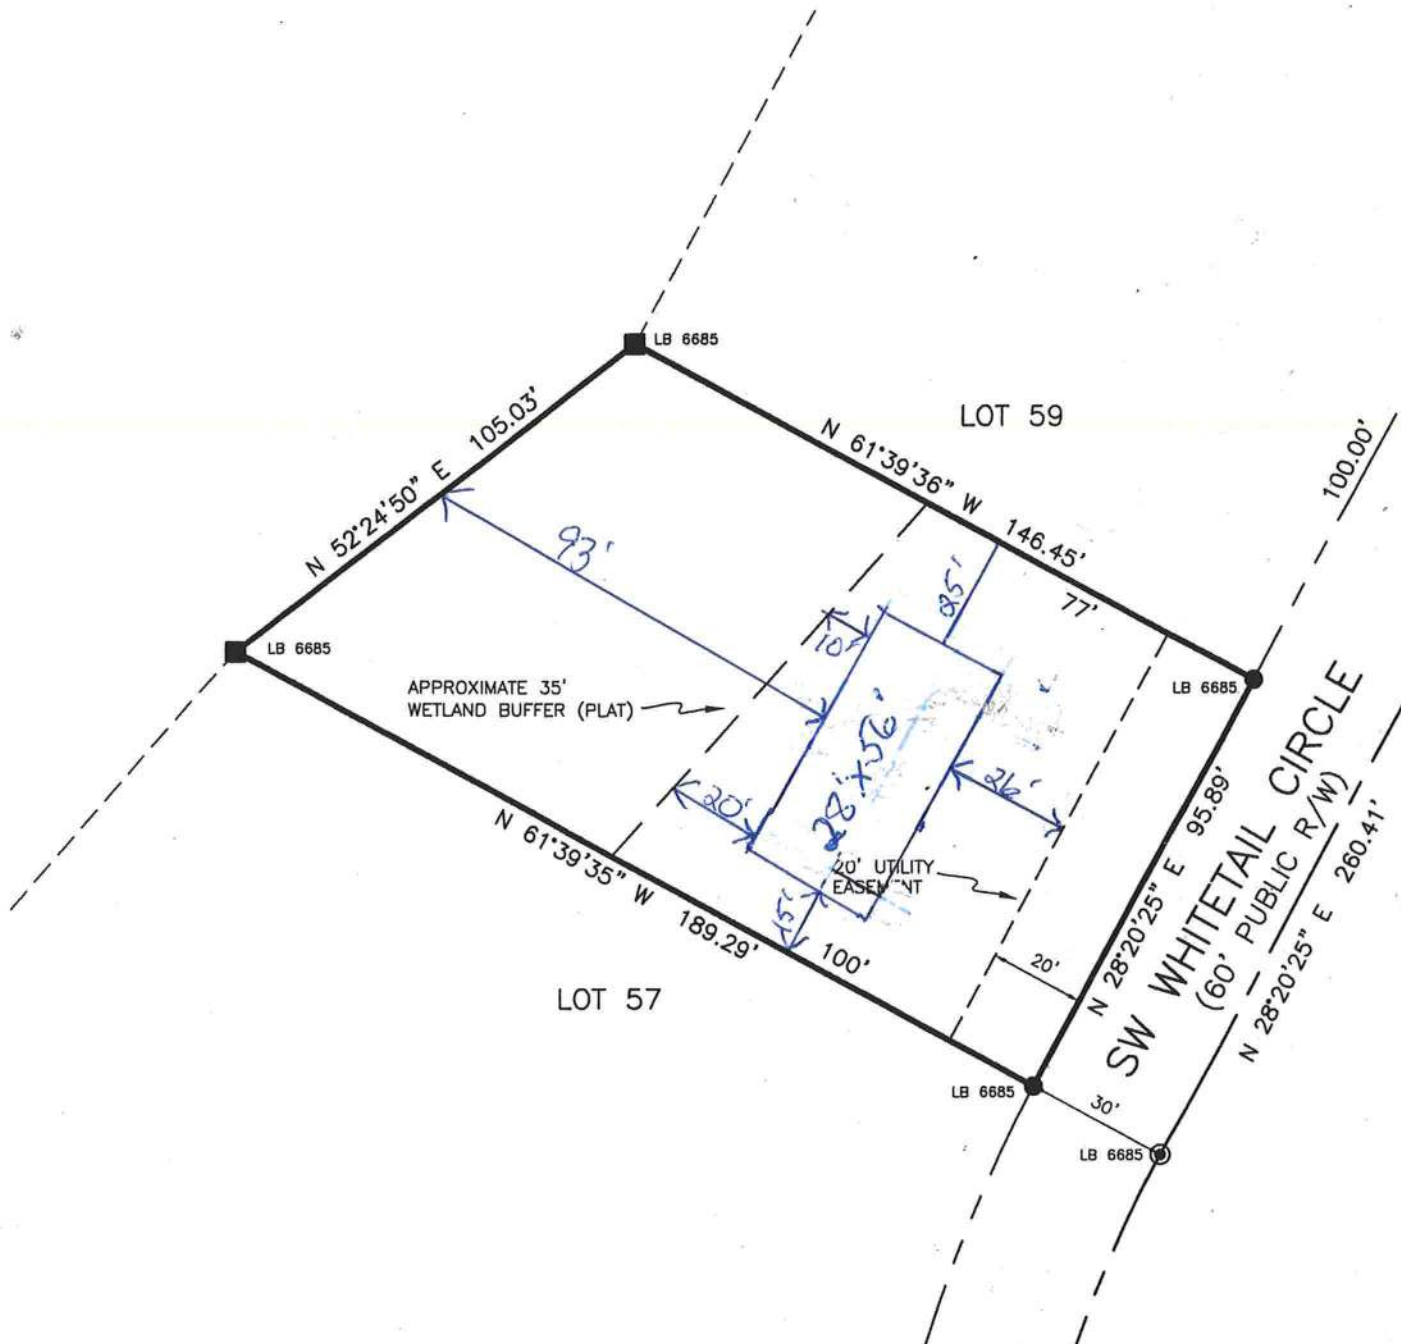 LB 6685
LOT 59
N 52°24'50" E 105.03'
N 61°39'36" W 146.45'
77'
100.00'
93'
25'
10'
LB 6685
LB 6685
APPROXIMATE 35'
WETLAND BUFFER (PLAT)
28' x 56'
26'
20'
20' UTILITY
EASEMENT
15'
N 61°39'35" W 189.29'
100'
20'
N 28°20'25" E 95.89'
SW WHITETAIL CIRCLE
(60' PUBLIC R/W)
N 28°20'25" E 260.41'
LOT 57
LB 6685
30'
LB 6685